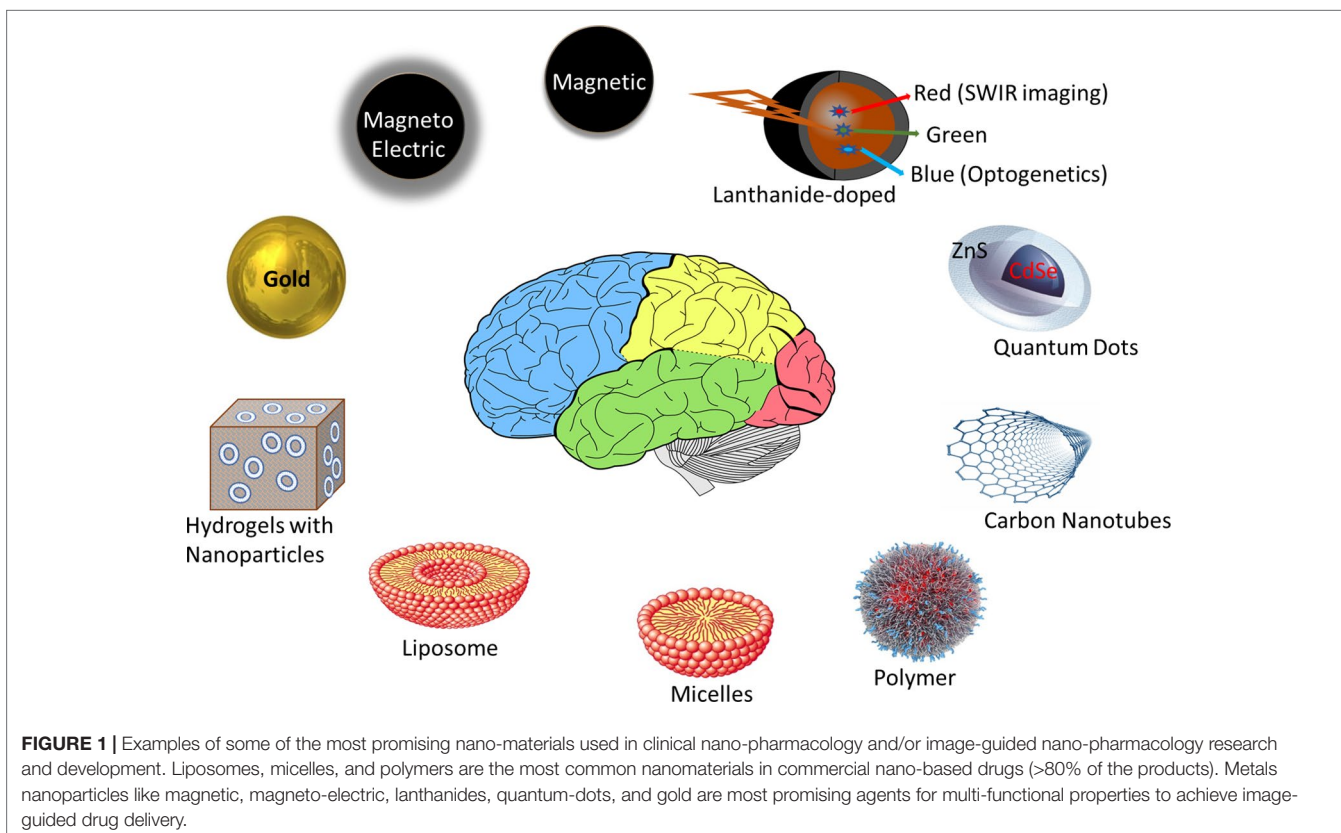 Magnetic
Magneto
Electric
Red (SWIR imaging)
Green
Blue (Optogenetics)
Lanthanide-doped
Gold
ZnS
CdSe
Quantum Dots
Hydrogels with
Nanoparticles
Carbon Nanotubes
Liposome
Micelles
Polymer
FIGURE 1 | Examples of some of the most promising nano-materials used in clinical nano-pharmacology and/or image-guided nano-pharmacology research
and development. Liposomes, micelles, and polymers are the most common nanomaterials in commercial nano-based drugs (>80% of the products). Metals
nanoparticles like magnetic, magneto-electric, lanthanides, quantum-dots, and gold are most promising agents for multi-functional properties to achieve image-
guided drug delivery.